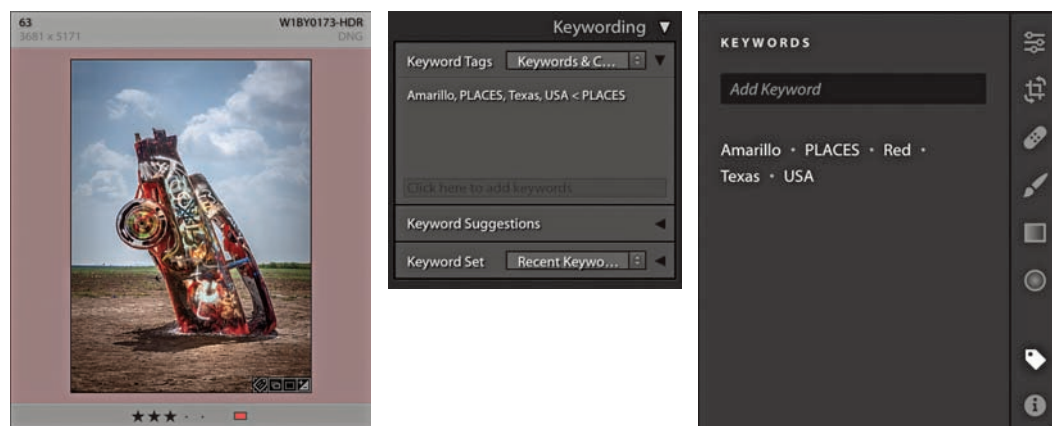 63
W1BY0173-HDR
3681 x 5171
DNG
Keywording
Keyword Tags Keywords & C...
Amarillo, PLACES, Texas, USA < PLACES
Click here to add keywords
Keyword Suggestions
Keyword Set Recent Keywo...
KEYWORDS
Add Keyword
Amarillo • PLACES • Red •
Texas • USA